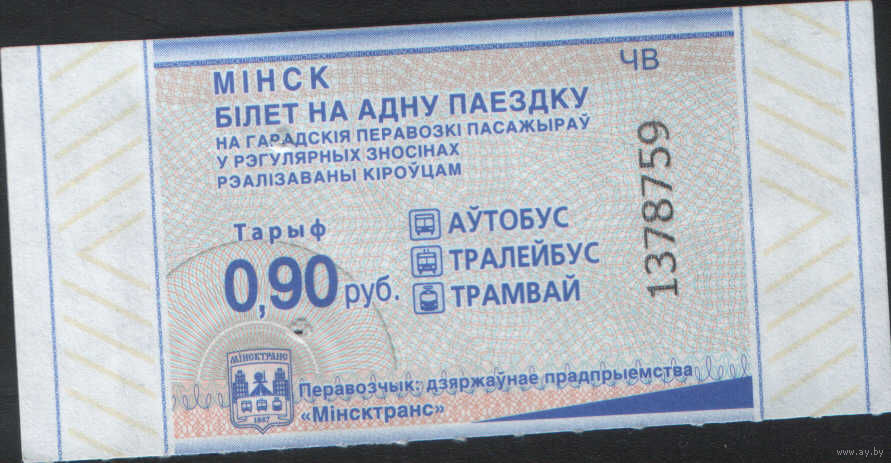 МІНСК
ЧВ
БІЛЕТ НА АДНУ ПАЕЗДКУ
НА ГАРАДСКІЯ ПЕРАВОЗКІ ПАСАЖЫРАЎ
У РЭГУЛЯРНЫХ ЗНОСІНАХ
РЭАЛІЗАВАНЫ КІРОЎЦАМ
1378759
Тарыф
0,90 руб.
АЎТОБУС
ТРАЛЕЙБУС
ТРАМВАЙ
МІНСКТРАНС
Перавозчык: дзяржаўнае прадпрыемства
«Мінсктранс»
www.ay.by